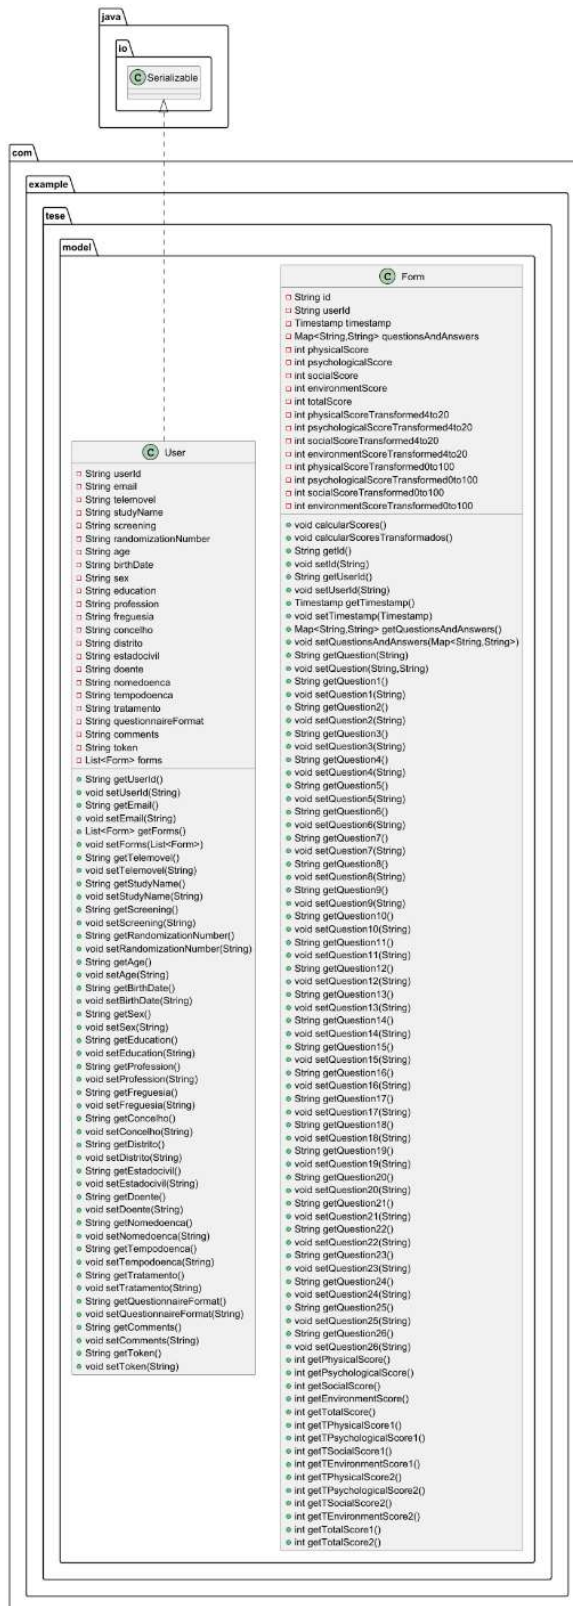 java
io
C Serializable
com
example
tese
model
C User
String userId
String email
String telemovel
String studyName
String screening
String randomizationNumber
String age
String birthDate
String sex
String education
String profession
String freguesia
String concelho
String distrito
String estadocivil
String doente
String nomedoenca
String tempodoenca
String tratamento
String questionnaireFormat
String comments
String token
List<Form> forms
String getUserId()
void setUserId(String)
String getEmail()
void setEmail(String)
List<Form> getForms()
void setForms(List<Form>)
String getTelemovel()
void setTelemovel(String)
String getStudyName()
void setStudyName(String)
String getScreening()
void setScreening(String)
String getRandomizationNumber()
void setRandomizationNumber(String)
String getAge()
void setAge(String)
String getBirthDate()
void setBirthDate(String)
String getSex()
void setSex(String)
String getEducation()
void setEducation(String)
String getProfession()
void setProfession(String)
String getFreguesia()
void setFreguesia(String)
String getConcelho()
void setConcelho(String)
String getDistrito()
void setDistrito(String)
String getEstadocivil()
void setEstadocivil(String)
String getDoente()
void setDoente(String)
String getNomedoenca()
void setNomedoenca(String)
String getTempodoenca()
void setTempodoenca(String)
String getTratamento()
void setTratamento(String)
String getQuestionnaireFormat()
void setQuestionnaireFormat(String)
String getComments()
void setComments(String)
String getToken()
void setToken(String)
C Form
String id
String userId
Timestamp timestamp
Map<String,String> questionsAndAnswers
int physicalScore
int psychologicalScore
int socialScore
int environmentScore
int totalScore
int physicalScoreTransformed4to20
int psychologicalScoreTransformed4to20
int socialScoreTransformed4to20
int environmentScoreTransformed4to20
int physicalScoreTransformed0to100
int psychologicalScoreTransformed0to100
int socialScoreTransformed0to100
int environmentScoreTransformed0to100
void calcularScores()
void calcularScoresTransformados()
String getId()
void setId(String)
String getUserId()
void setUserId(String)
Timestamp getTimestamp()
void setTimestamp(Timestamp)
Map<String,String> getQuestionsAndAnswers()
void setQuestionsAndAnswers(Map<String,String>)
String getQuestion(String)
void setQuestion(String,String)
String getQuestion1()
void setQuestion1(String)
String getQuestion2()
void setQuestion2(String)
String getQuestion3()
void setQuestion3(String)
String getQuestion4()
void setQuestion4(String)
String getQuestion5()
void setQuestion5(String)
String getQuestion6()
void setQuestion6(String)
String getQuestion7()
void setQuestion7(String)
String getQuestion8()
void setQuestion8(String)
String getQuestion9()
void setQuestion9(String)
String getQuestion10()
void setQuestion10(String)
String getQuestion11()
void setQuestion11(String)
String getQuestion12()
void setQuestion12(String)
String getQuestion13()
void setQuestion13(String)
String getQuestion14()
void setQuestion14(String)
String getQuestion15()
void setQuestion15(String)
String getQuestion16()
void setQuestion16(String)
String getQuestion17()
void setQuestion17(String)
String getQuestion18()
void setQuestion18(String)
String getQuestion19()
void setQuestion19(String)
String getQuestion20()
void setQuestion20(String)
String getQuestion21()
void setQuestion21(String)
String getQuestion22()
void setQuestion22(String)
String getQuestion23()
void setQuestion23(String)
String getQuestion24()
void setQuestion24(String)
String getQuestion25()
void setQuestion25(String)
String getQuestion26()
void setQuestion26(String)
int getPhysicalScore()
int getPsychologicalScore()
int getSocialScore()
int getEnvironmentScore()
int getTotalScore()
int getTPhysicalScore1()
int getTPsychologicalScore1()
int getTSocialScore1()
int getTEnvironmentScore1()
int getTPhysicalScore2()
int getTPsychologicalScore2()
int getTSocialScore2()
int getTEnvironmentScore2()
int getTotalScore1()
int getTotalScore2()